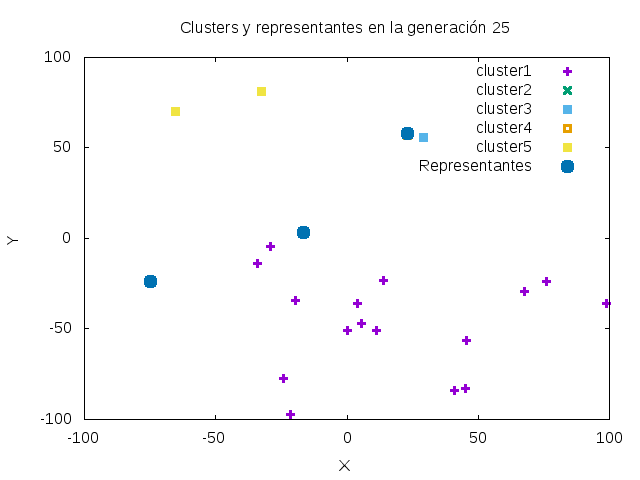 Clusters y representantes en la generación 25
100
50
0
-50
-100
Y
cluster1
cluster2
cluster3
cluster4
cluster5
Representantes
-100
-50
0
50
100
X